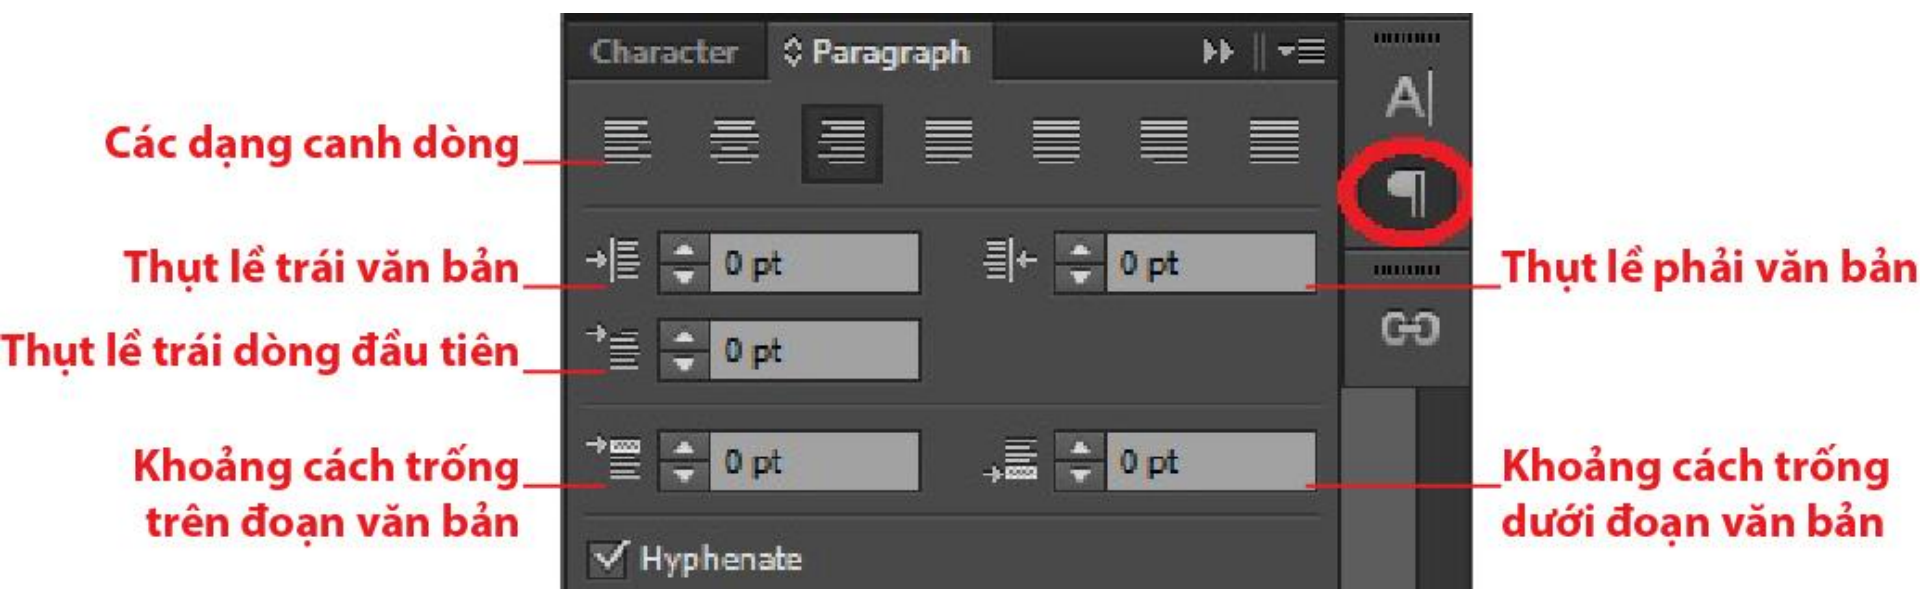 Character Paragraph
Các dạng canh dòng
Thụt lề trái văn bản 0 pt 0 pt Thụt lề phải văn bản
Thụt lề trái dòng đầu tiên 0 pt
Khoảng cách trống 0 pt 0 pt Khoảng cách trống
trên đoạn văn bản dưới đoạn văn bản
Hyphenate